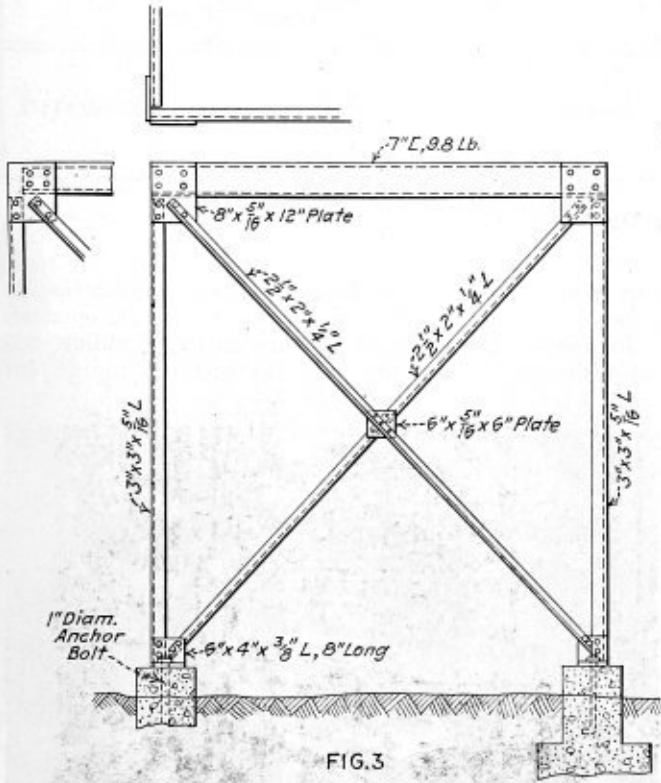 7" [, 9.8 Lb.
8" x 5/16 x 12" Plate
2 1/2" x 2" x 1/4" L
2 1/2" x 2" x 1/4" L
6" x 5/16" x 6" Plate
3" x 3" x 5/16" L
3" x 3" x 5/16" L
1" Diam.
Anchor
Bolt
6" x 4" x 3/8" L, 8" Long
FIG.3